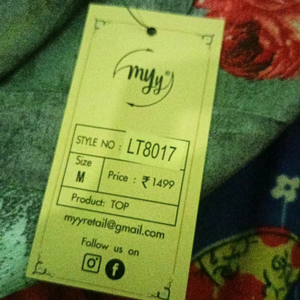 myy®
STYLE NO : LT8017
Size
M
Price : ₹1499
Product: TOP
myyretail@gmail.com
Follow us on